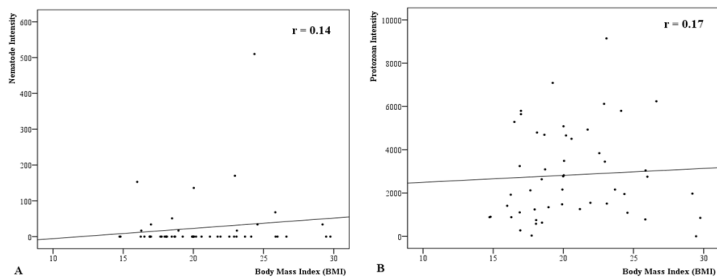 r = 0.14
Nematode Intensity
600
500
400
300
200
100
0
10
15
20
25
30
A
Body Mass Index (BMI)
r = 0.17
Protozoan Intensity
10000
8000
6000
4000
2000
0
10
15
20
25
30
B
Body Mass Index (BMI)